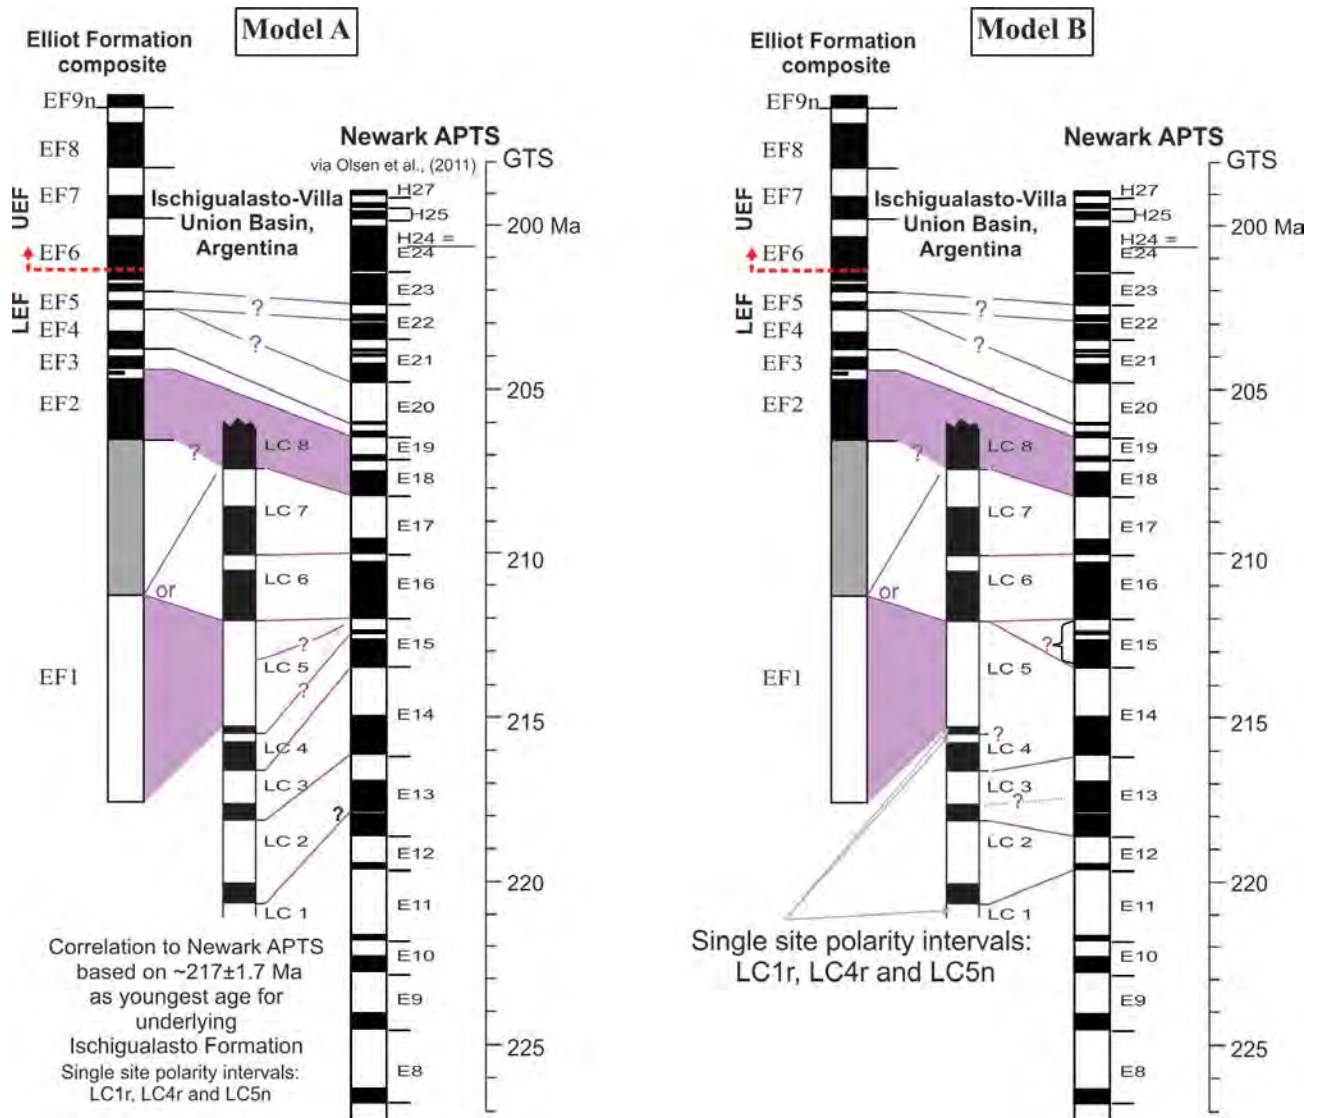 Model A
Elliot Formation
composite
EF9n
EF8
EF7
EF6
EF5
EF4
EF3
EF2
EF1
UEF
LEF
Ischigualasto-Villa
Union Basin,
Argentina
Newark APTS
via Olsen et al., (2011)
GTS
H27
H25
H24 =
E24
E23
E22
E21
E20
E19
E18
E17
E16
E15
E14
E13
E12
E11
E10
E9
E8
200 Ma
205
210
215
220
225
?
?
?
or
LC 8
LC 7
LC 6
LC 5
LC 4
LC 3
LC 2
LC 1
?
?
?
Correlation to Newark APTS
based on ~217±1.7 Ma
as youngest age for
underlying
Ischigualasto Formation
Single site polarity intervals:
LC1r, LC4r and LC5n
Model B
Elliot Formation
composite
EF9n
EF8
EF7
EF6
EF5
EF4
EF3
EF2
EF1
UEF
LEF
Ischigualasto-Villa
Union Basin,
Argentina
Newark APTS
GTS
H27
H25
H24 =
E24
E23
E22
E21
E20
E19
E18
E17
E16
E15
E14
E13
E12
E11
E10
E9
E8
200 Ma
205
210
215
220
225
?
?
?
or
LC 8
LC 7
LC 6
LC 5
LC 4
LC 3
LC 2
LC 1
?
?
?
Single site polarity intervals:
LC1r, LC4r and LC5n